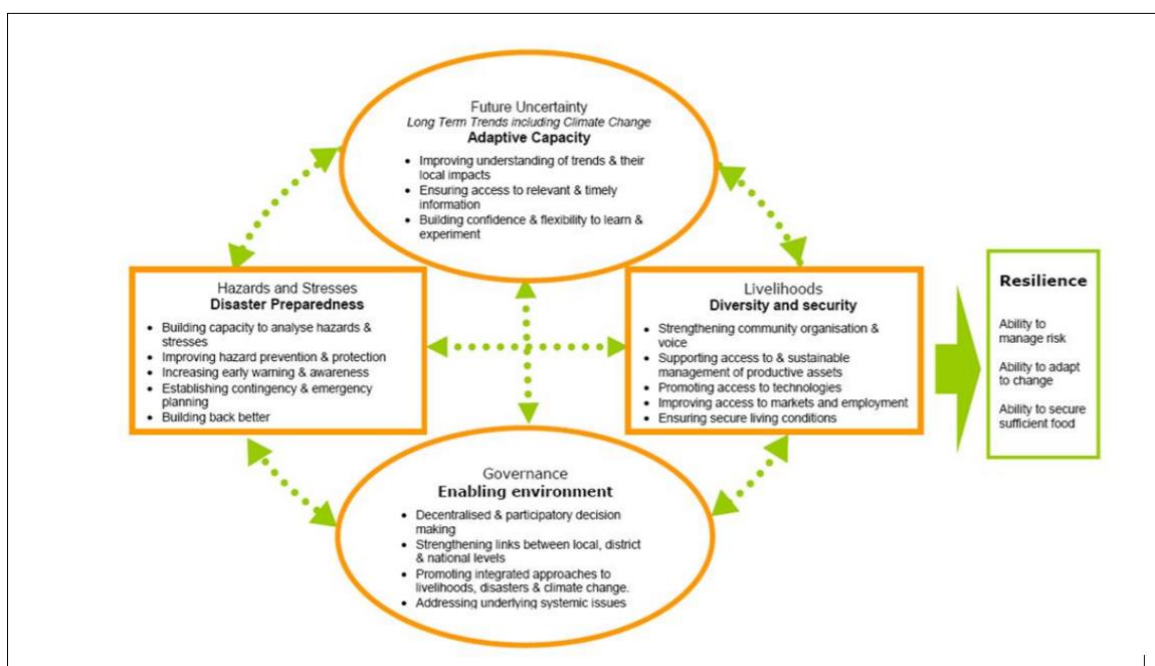 Future Uncertainty
Long Term Trends including Climate Change
Adaptive Capacity
• Improving understanding of trends & their
local impacts
• Ensuring access to relevant & timely
information
• Building confidence & flexibility to learn &
experiment
Hazards and Stresses
Disaster Preparedness
• Building capacity to analyse hazards &
stresses
• Improving hazard prevention & protection
• Increasing early warning & awareness
• Establishing contingency & emergency
planning
• Building back better
Livelihoods
Diversity and security
• Strengthening community organisation &
voice
• Supporting access to & sustainable
management of productive assets
• Promoting access to technologies
• Improving access to markets and employment
• Ensuring secure living conditions
Resilience
Ability to
manage risk
Ability to adapt
to change
Ability to secure
sufficient food
Governance
Enabling environment
• Decentralised & participatory decision
making
• Strengthening links between local, district
& national levels
• Promoting integrated approaches to
livelihoods, disasters & climate change.
• Addressing underlying systemic issues